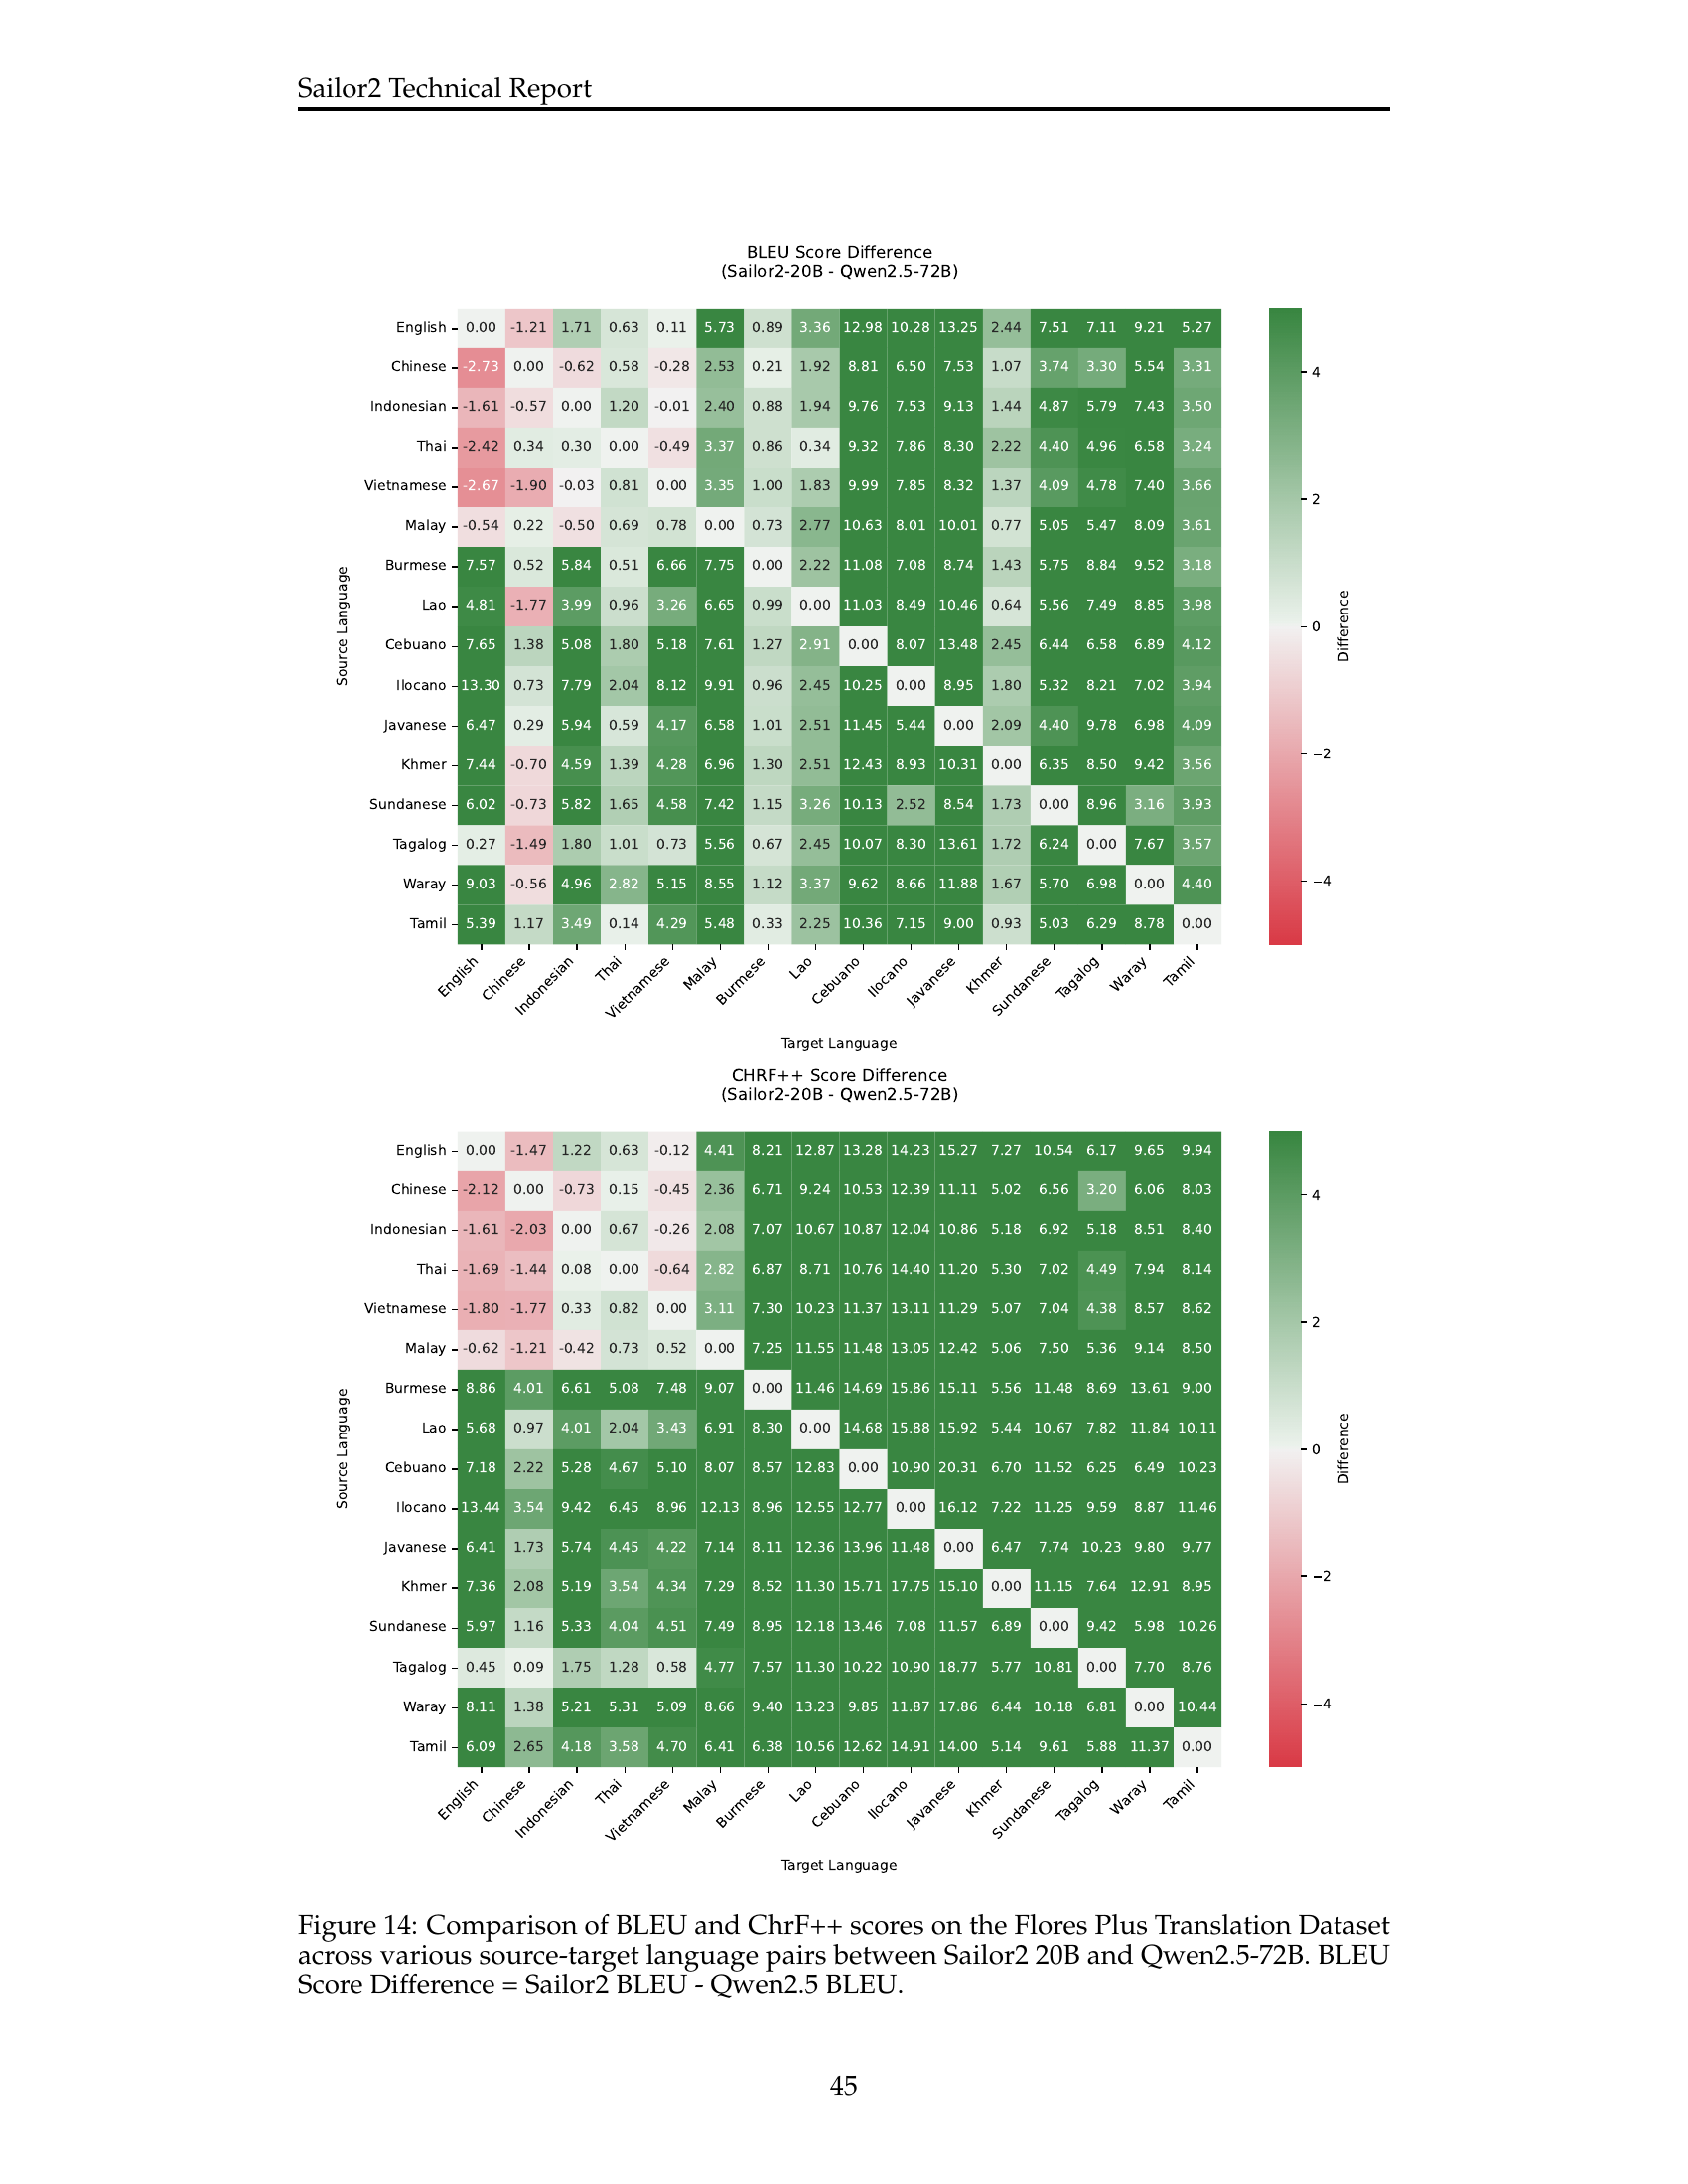 Sailor2 Technical Report
BLEU Score Difference
(Sailor2-20B - Qwen2.5-72B)
English 0.00 -1.21 1.71 0.63 0.11 5.73 0.89 3.36 12.98 10.28 13.25 2.44 7.51 7.11 9.21 5.27
Chinese -2.73 0.00 -0.62 0.58 -0.28 2.53 0.21 1.92 8.81 6.50 7.53 1.07 3.74 3.30 5.54 3.31
Indonesian -1.61 -0.57 0.00 1.20 -0.01 2.40 0.88 1.94 9.76 7.53 9.13 1.44 4.87 5.79 7.43 3.50
Thai -2.42 0.34 0.30 0.00 -0.49 3.37 0.86 0.34 9.32 7.86 8.30 2.22 4.40 4.96 6.58 3.24
Vietnamese -2.67 -1.90 -0.03 0.81 0.00 3.35 1.00 1.83 9.99 7.85 8.32 1.37 4.09 4.78 7.40 3.66
Malay -0.54 0.22 -0.50 0.69 0.78 0.00 0.73 2.77 10.63 8.01 10.01 0.77 5.05 5.47 8.09 3.61
Burmese 7.57 0.52 5.84 0.51 6.66 7.75 0.00 2.22 11.08 7.08 8.74 1.43 5.75 8.84 9.52 3.18
Lao 4.81 -1.77 3.99 0.96 3.26 6.65 0.99 0.00 11.03 8.49 10.46 0.64 5.56 7.49 8.85 3.98
Cebuano 7.65 1.38 5.08 1.80 5.18 7.61 1.27 2.91 0.00 8.07 13.48 2.45 6.44 6.58 6.89 4.12
Ilocano 13.30 0.73 7.79 2.04 8.12 9.91 0.96 2.45 10.25 0.00 8.95 1.80 5.32 8.21 7.02 3.94
Javanese 6.47 0.29 5.94 0.59 4.17 6.58 1.01 2.51 11.45 5.44 0.00 2.09 4.40 9.78 6.98 4.09
Khmer 7.44 -0.70 4.59 1.39 4.28 6.96 1.30 2.51 12.43 8.93 10.31 0.00 6.35 8.50 9.42 3.56
Sundanese 6.02 -0.73 5.82 1.65 4.58 7.42 1.15 3.26 10.13 2.52 8.54 1.73 0.00 8.96 3.16 3.93
Tagalog 0.27 -1.49 1.80 1.01 0.73 5.56 0.67 2.45 10.07 8.30 13.61 1.72 6.24 0.00 7.67 3.57
Waray 9.03 -0.56 4.96 2.82 5.15 8.55 1.12 3.37 9.62 8.66 11.88 1.67 5.70 6.98 0.00 4.40
Tamil 5.39 1.17 3.49 0.14 4.29 5.48 0.33 2.25 10.36 7.15 9.00 0.93 5.03 6.29 8.78 0.00
English Chinese Indonesian Thai Vietnamese Malay Burmese Lao Cebuano Ilocano Javanese Khmer Sundanese Tagalog Waray Tamil
Source Language
Target Language
4
2
0
−2
−4
Difference
CHRF++ Score Difference
(Sailor2-20B - Qwen2.5-72B)
English 0.00 -1.47 1.22 0.63 -0.12 4.41 8.21 12.87 13.28 14.23 15.27 7.27 10.54 6.17 9.65 9.94
Chinese -2.12 0.00 -0.73 0.15 -0.45 2.36 6.71 9.24 10.53 12.39 11.11 5.02 6.56 3.20 6.06 8.03
Indonesian -1.61 -2.03 0.00 0.67 -0.26 2.08 7.07 10.67 10.87 12.04 10.86 5.18 6.92 5.18 8.51 8.40
Thai -1.69 -1.44 0.08 0.00 -0.64 2.82 6.87 8.71 10.76 14.40 11.20 5.30 7.02 4.49 7.94 8.14
Vietnamese -1.80 -1.77 0.33 0.82 0.00 3.11 7.30 10.23 11.37 13.11 11.29 5.07 7.04 4.38 8.57 8.62
Malay -0.62 -1.21 -0.42 0.73 0.52 0.00 7.25 11.55 11.48 13.05 12.42 5.06 7.50 5.36 9.14 8.50
Burmese 8.86 4.01 6.61 5.08 7.48 9.07 0.00 11.46 14.69 15.86 15.11 5.56 11.48 8.69 13.61 9.00
Lao 5.68 0.97 4.01 2.04 3.43 6.91 8.30 0.00 14.68 15.88 15.92 5.44 10.67 7.82 11.84 10.11
Cebuano 7.18 2.22 5.28 4.67 5.10 8.07 8.57 12.83 0.00 10.90 20.31 6.70 11.52 6.25 6.49 10.23
Ilocano 13.44 3.54 9.42 6.45 8.96 12.13 8.96 12.55 12.77 0.00 16.12 7.22 11.25 9.59 8.87 11.46
Javanese 6.41 1.73 5.74 4.45 4.22 7.14 8.11 12.36 13.96 11.48 0.00 6.47 7.74 10.23 9.80 9.77
Khmer 7.36 2.08 5.19 3.54 4.34 7.29 8.52 11.30 15.71 17.75 15.10 0.00 11.15 7.64 12.91 8.95
Sundanese 5.97 1.16 5.33 4.04 4.51 7.49 8.95 12.18 13.46 7.08 11.57 6.89 0.00 9.42 5.98 10.26
Tagalog 0.45 0.09 1.75 1.28 0.58 4.77 7.57 11.30 10.22 10.90 18.77 5.77 10.81 0.00 7.70 8.76
Waray 8.11 1.38 5.21 5.31 5.09 8.66 9.40 13.23 9.85 11.87 17.86 6.44 10.18 6.81 0.00 10.44
Tamil 6.09 2.65 4.18 3.58 4.70 6.41 6.38 10.56 12.62 14.91 14.00 5.14 9.61 5.88 11.37 0.00
English Chinese Indonesian Thai Vietnamese Malay Burmese Lao Cebuano Ilocano Javanese Khmer Sundanese Tagalog Waray Tamil
Source Language
Target Language
4
2
0
−2
−4
Difference
Figure 14: Comparison of BLEU and ChrF++ scores on the Flores Plus Translation Dataset
across various source-target language pairs between Sailor2 20B and Qwen2.5-72B. BLEU
Score Difference = Sailor2 BLEU - Qwen2.5 BLEU.
45